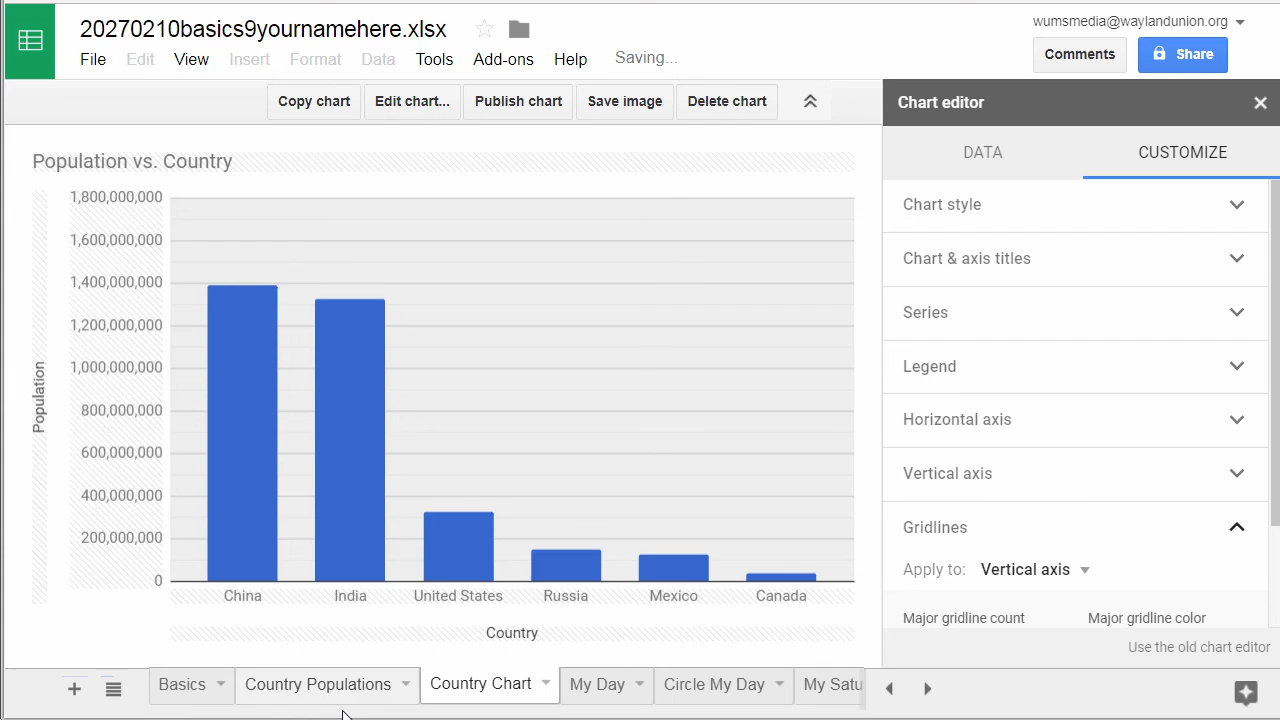 20270210basics9yournamehere.xlsx
wumsmedia@waylandunion.org
File Edit View Insert Format Data Tools Add-ons Help Saving...
Comments Share
Copy chart Edit chart... Publish chart Save image Delete chart
Chart editor
DATA CUSTOMIZE
Population vs. Country
1,800,000,000
1,600,000,000
1,400,000,000
1,200,000,000
1,000,000,000
800,000,000
600,000,000
400,000,000
200,000,000
0
Population
China India United States Russia Mexico Canada
Country
Chart style
Chart & axis titles
Series
Legend
Horizontal axis
Vertical axis
Gridlines
Apply to: Vertical axis
Major gridline count Major gridline color
Use the old chart editor
Basics Country Populations Country Chart My Day Circle My Day My Satu